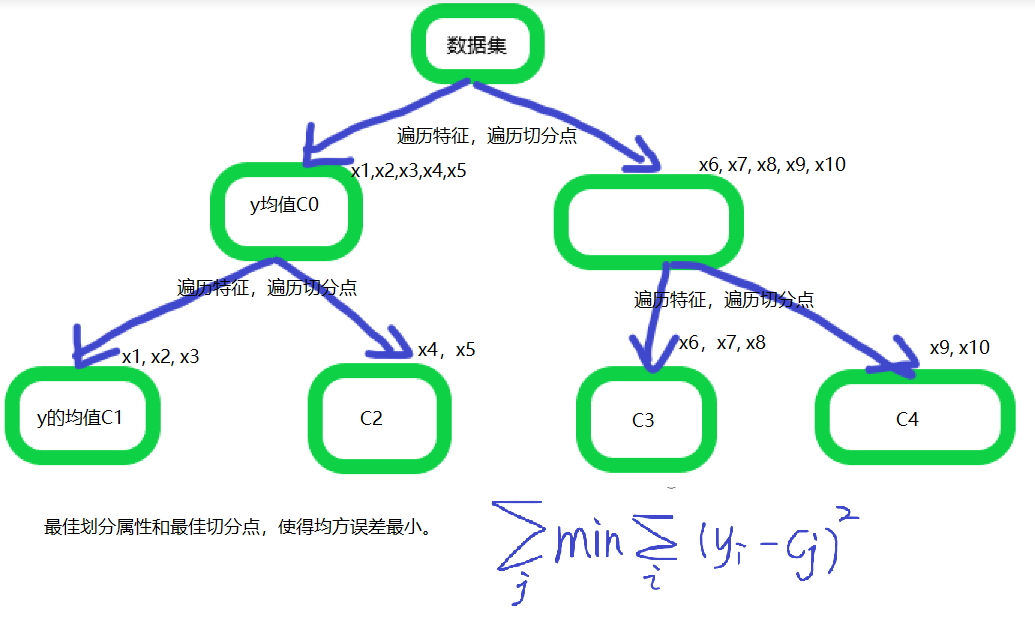 数据集
遍历特征，遍历切分点
x1,x2,x3,x4,x5
x6, x7, x8, x9, x10
y均值C0
遍历特征，遍历切分点
遍历特征，遍历切分点
x1, x2, x3
x4，x5
x6，x7, x8
x9, x10
y的均值C1
C2
C3
C4
最佳划分属性和最佳切分点，使得均方误差最小。
∑_j min ∑_i (y_i - c_j)^2